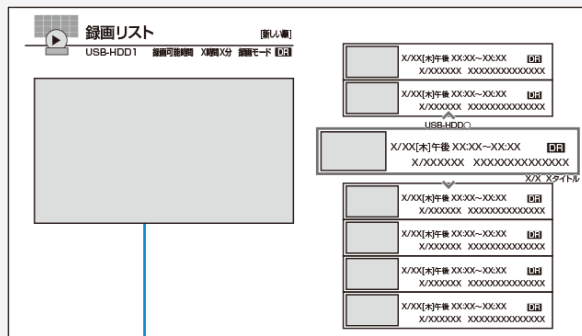 録画リスト
[新しい順]
USB-HDD1 録画可能時間 X時間X分 録画モード DR
X/XX[木]午後 XX:XX~XX:XX DR
X/XXXXXX XXXXXXXXXXXXXX
X/XX[木]午後 XX:XX~XX:XX DR
X/XXXXXX XXXXXXXXXXXXXX
USB-HDD○
X/XX[木]午後 XX:XX~XX:XX DR
X/XXXXXX XXXXXXXXXXXXXX
X/X Xタイトル
X/XX[木]午後 XX:XX~XX:XX DR
X/XXXXXX XXXXXXXXXXXXXX
X/XX[木]午後 XX:XX~XX:XX DR
X/XXXXXX XXXXXXXXXXXXXX
X/XX[木]午後 XX:XX~XX:XX DR
X/XXXXXX XXXXXXXXXXXXXX
X/XX[木]午後 XX:XX~XX:XX DR
X/XXXXXX XXXXXXXXXXXXXX